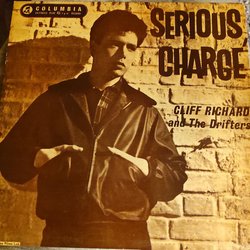 COLUMBIA
SERIOUS
CHARGE
CLIFF RICHARD
and The Drifters